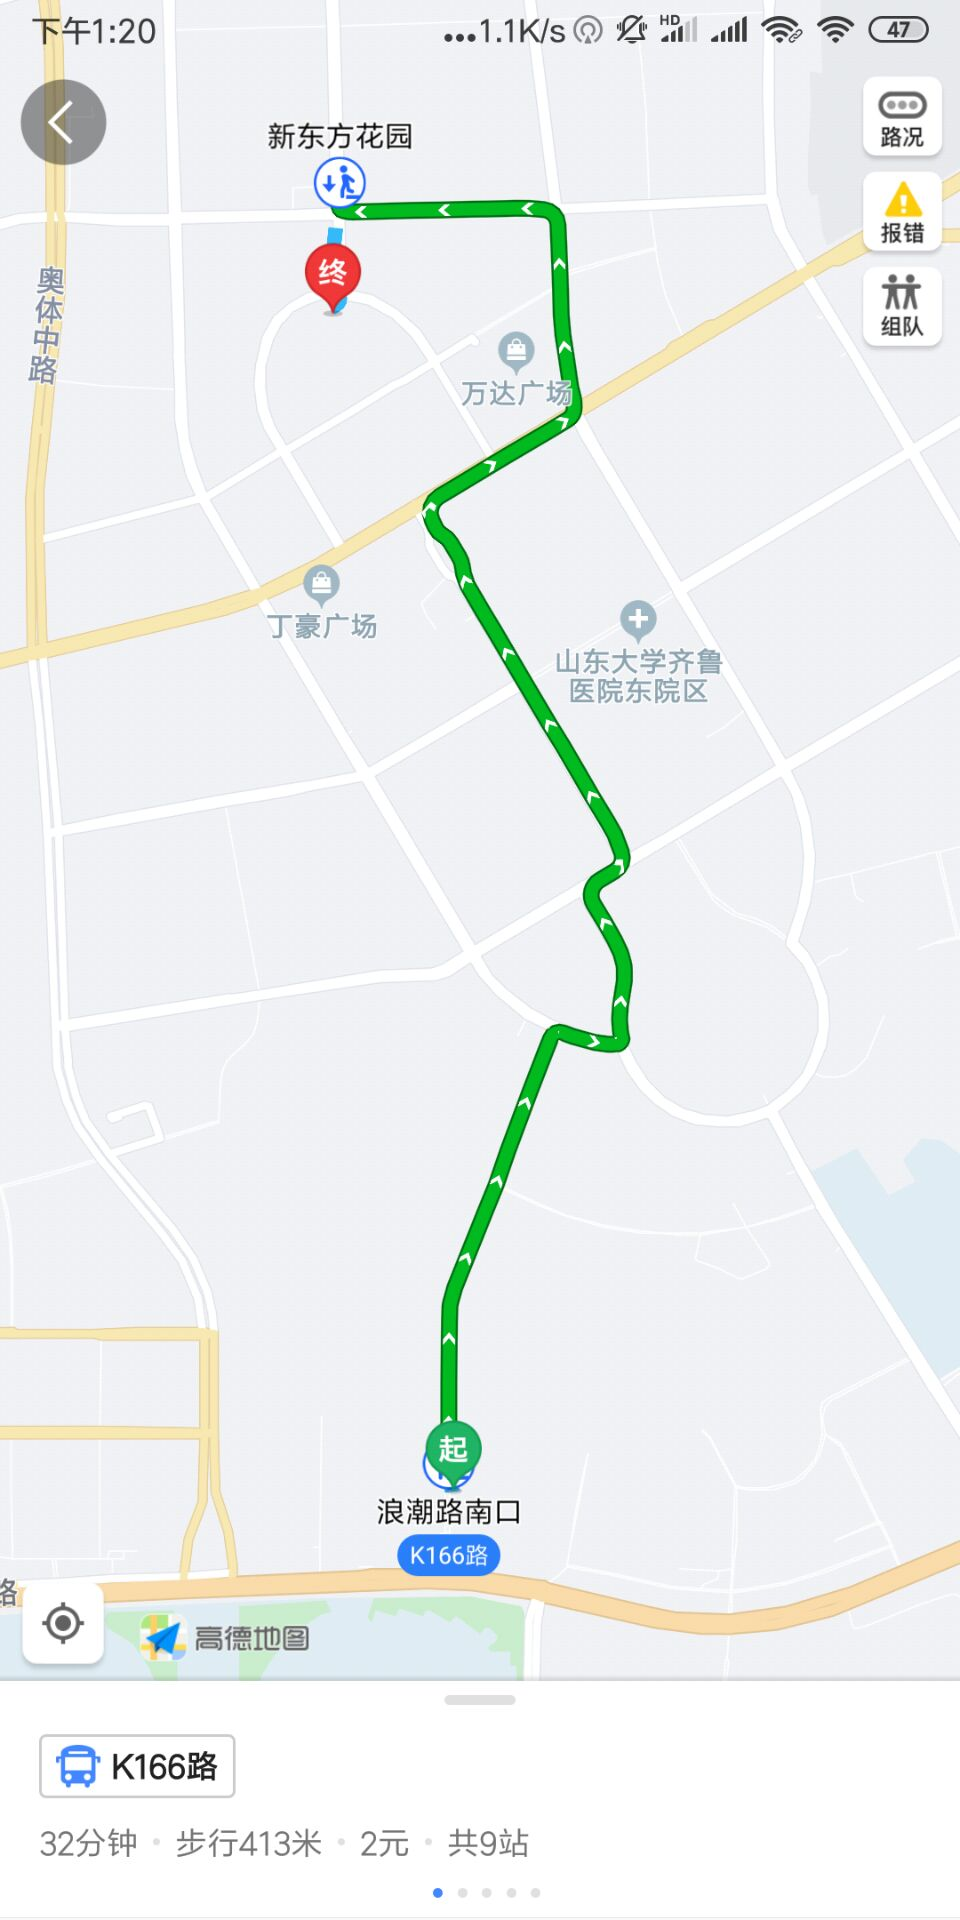 下午1:20
...1.1K/s
HD
47
新东方花园
路况
报错
组队
终
奥体中路
万达广场
丁豪广场
山东大学齐鲁
医院东院区
起
浪潮路南口
K166路
路
高德地图
K166路
32分钟 · 步行413米 · 2元 · 共9站